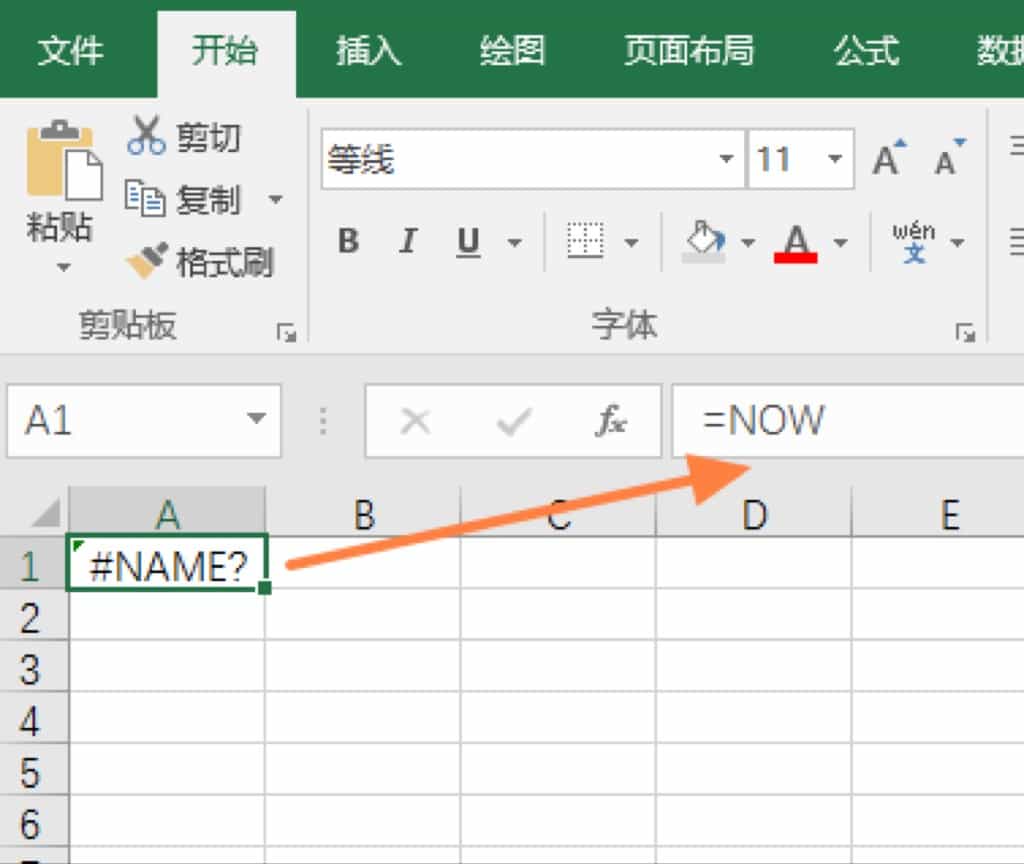 文件 开始 插入 绘图 页面布局 公式 数据
剪切
复制
粘贴
格式刷
剪贴板
等线 11 A A
B I U A wén 文
字体
A1 fx =NOW
A B C D E
1 #NAME?
2
3
4
5
6